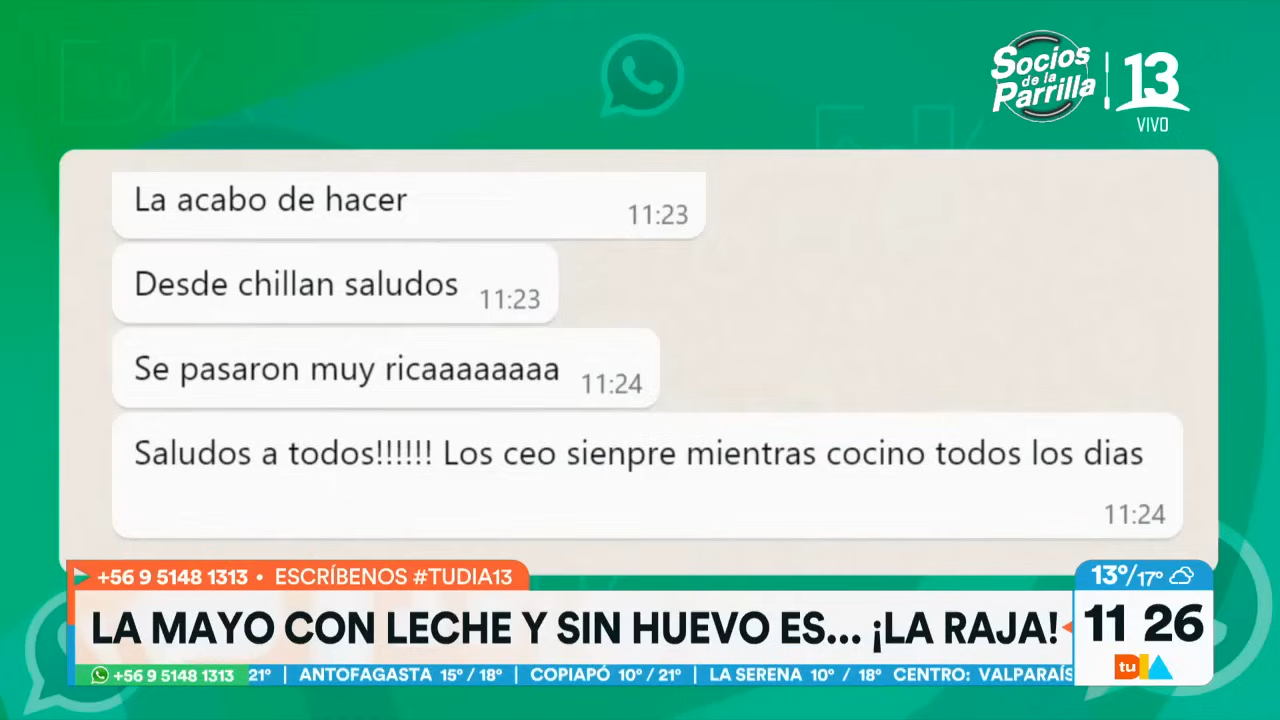 Socios
de la
Parrilla
13
VIVO
La acabo de hacer
11:23
Desde chillan saludos
11:23
Se pasaron muy ricaaaaaaaa
11:24
Saludos a todos!!!!!! Los ceo sienpre mientras cocino todos los dias
11:24
+56 9 5148 1313 • ESCRÍBENOS #TUDIA13
13°/17°
LA MAYO CON LECHE Y SIN HUEVO ES... ¡LA RAJA!
11 26
+56 9 5148 1313 21° | ANTOFAGASTA 15°/ 18° | COPIAPÓ 10°/ 21° | LA SERENA 10° / 18° CENTRO: VALPARAÍS
tu DÍA